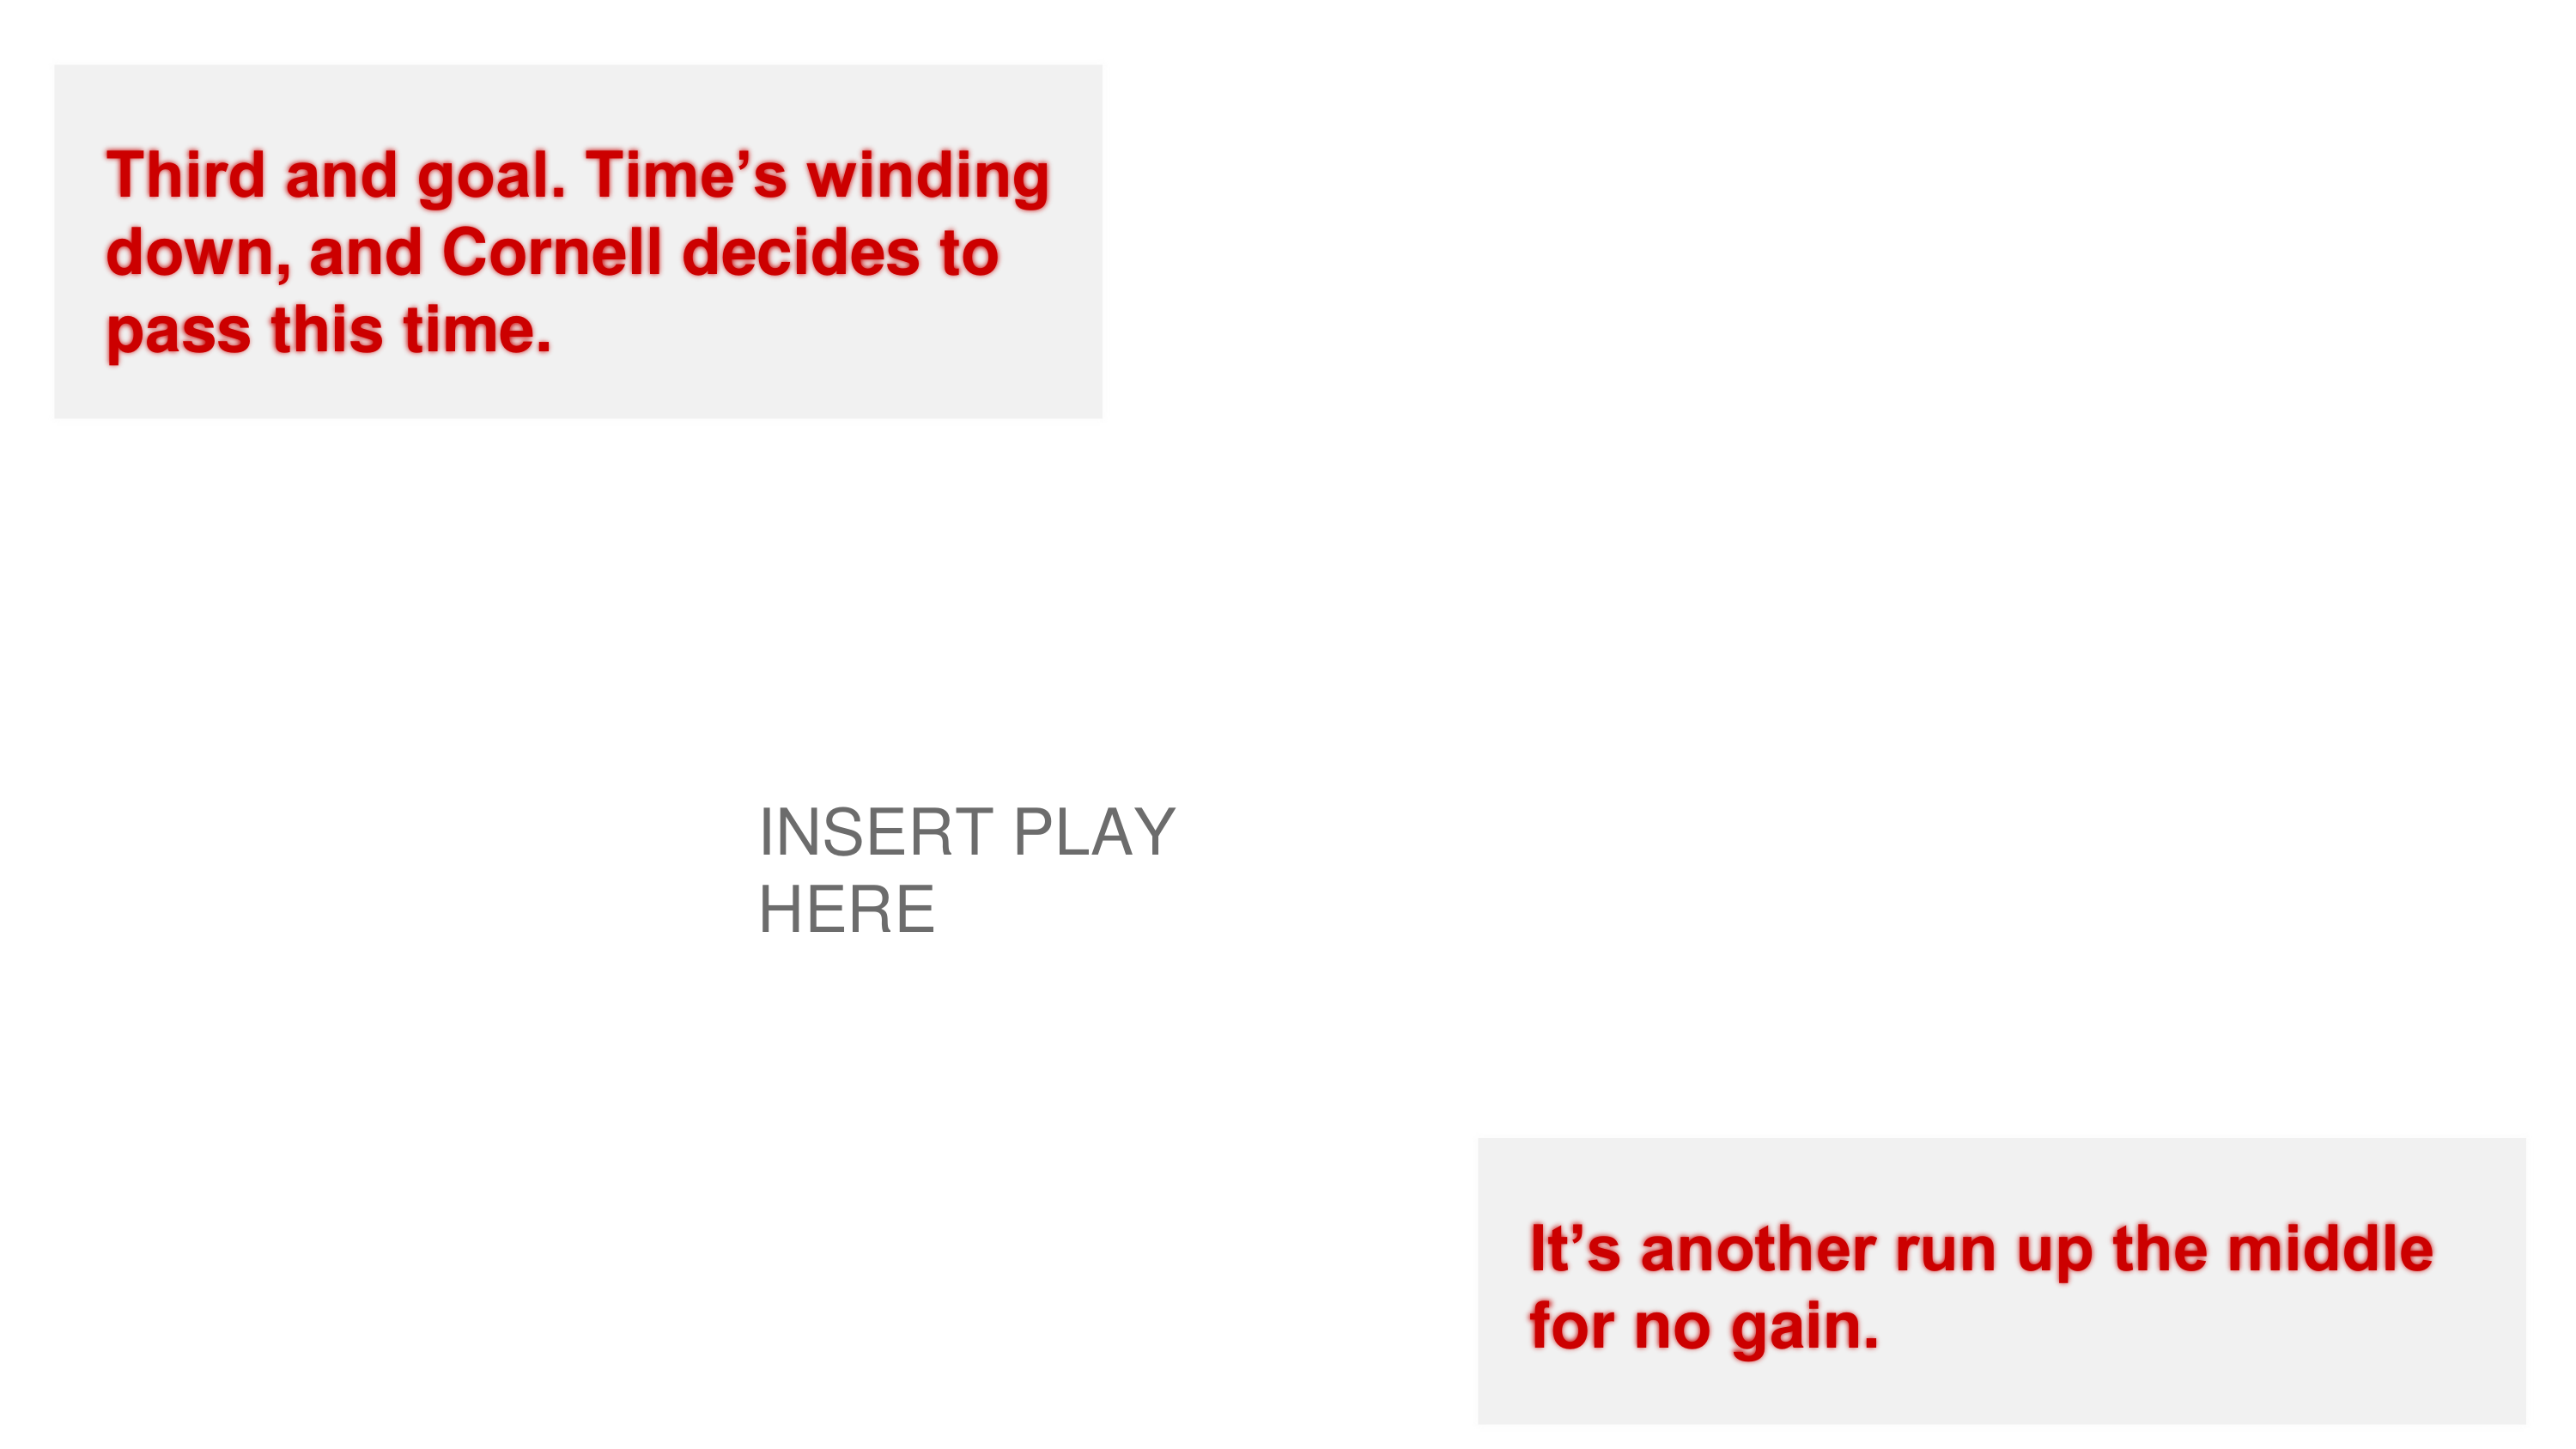 Third and goal. Time’s winding
down, and Cornell decides to
pass this time.
INSERT PLAY
HERE
It’s another run up the middle
for no gain.